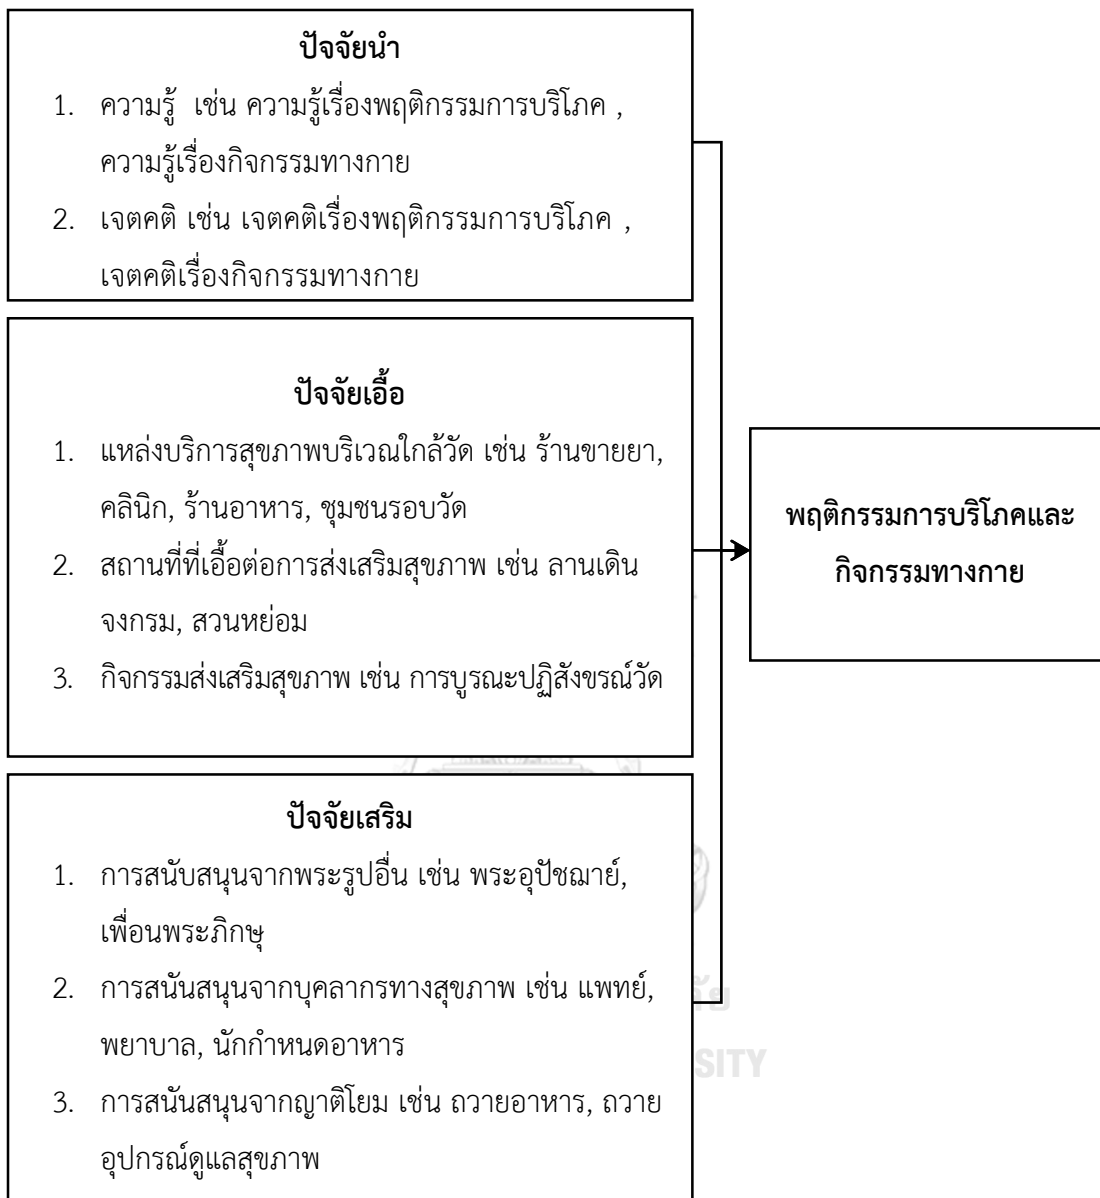 ปัจจัยนำ
1. ความรู้ เช่น ความรู้เรื่องพฤติกรรมการบริโภค ,
ความรู้เรื่องกิจกรรมทางกาย
2. เจตคติ เช่น เจตคติเรื่องพฤติกรรมการบริโภค ,
เจตคติเรื่องกิจกรรมทางกาย
ปัจจัยเอื้อ
1. แหล่งบริการสุขภาพบริเวณใกล้วัด เช่น ร้านขายยา,
คลินิก, ร้านอาหาร, ชุมชนรอบวัด
2. สถานที่ที่เอื้อต่อการส่งเสริมสุขภาพ เช่น ลานเดิน
จงกรม, สวนหย่อม
3. กิจกรรมส่งเสริมสุขภาพ เช่น การบูรณะปฏิสังขรณ์วัด
พฤติกรรมการบริโภคและ
กิจกรรมทางกาย
ปัจจัยเสริม
1. การสนับสนุนจากพระรูปอื่น เช่น พระอุปัชฌาย์,
เพื่อนพระภิกษุ
2. การสนันสนุนจากบุคลากรทางสุขภาพ เช่น แพทย์,
พยาบาล, นักกำหนดอาหาร
3. การสนันสนุนจากญาติโยม เช่น ถวายอาหาร, ถวาย
อุปกรณ์ดูแลสุขภาพ
SITY